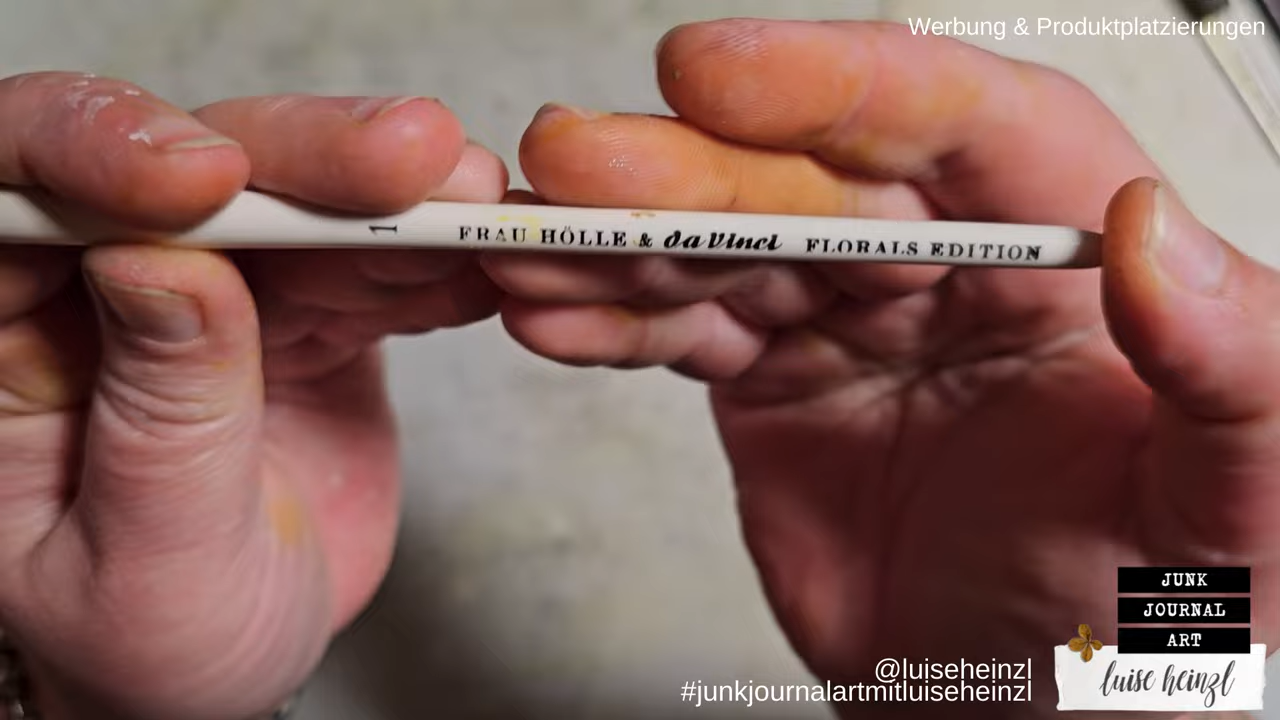 Werbung & Produktplatzierungen
1 FRAU HÖLLE & da Vinci FLORALS EDITION
JUNK
JOURNAL
ART
luise heinzl
@luiseheinzl
#junkjournalartmitluiseheinzl